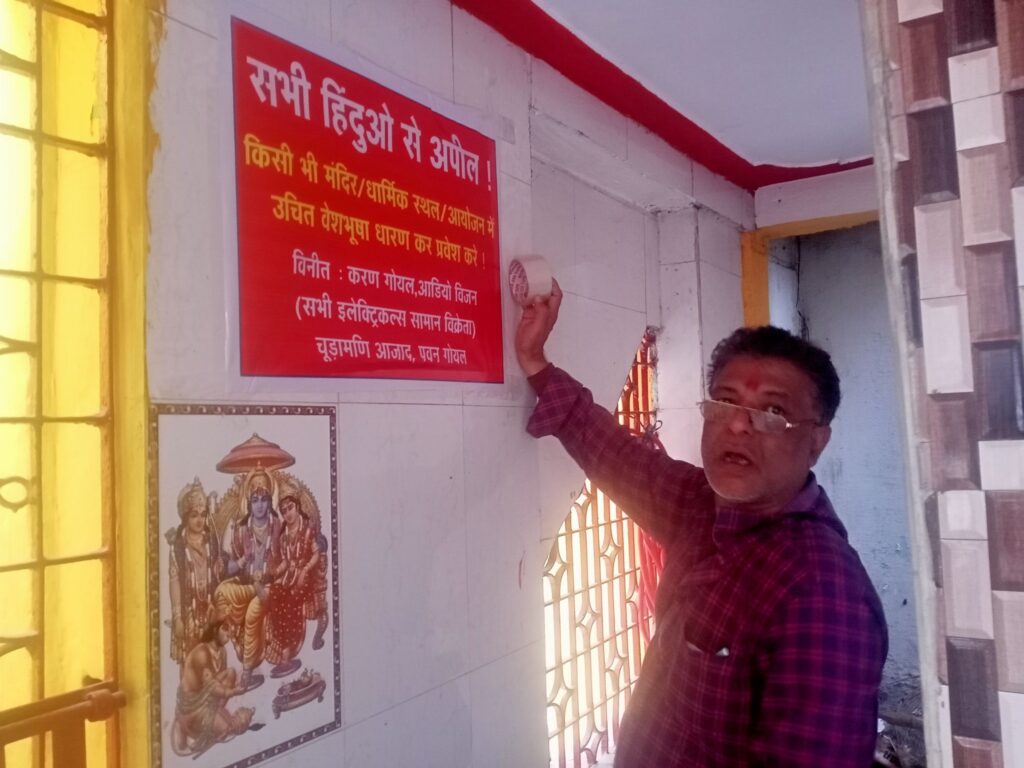 सभी हिंदुओ से अपील !
किसी भी मंदिर/धार्मिक स्थल/आयोजन में
उचित वेशभूषा धारण कर प्रवेश करे !
विनीत : करण गोयल,आडियो विजन
(सभी इलेक्ट्रिकल्स सामान विक्रेता)
चूड़ामणि आजाद, पवन गोयल